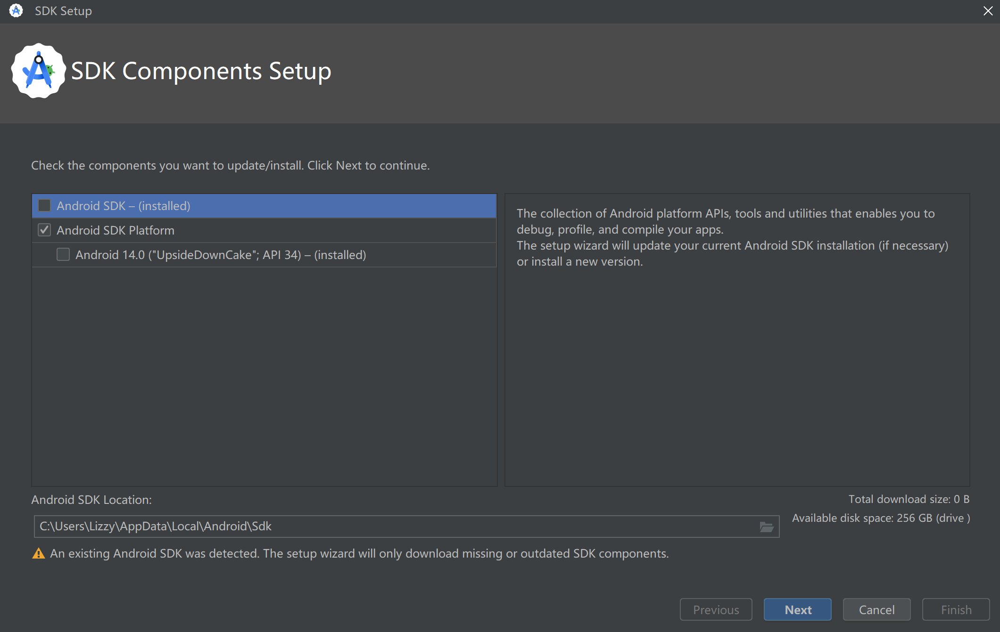 SDK Setup
SDK Components Setup
Check the components you want to update/install. Click Next to continue.
Android SDK – (installed)
Android SDK Platform
Android 14.0 ("UpsideDownCake"; API 34) – (installed)
The collection of Android platform APIs, tools and utilities that enables you to
debug, profile, and compile your apps.
The setup wizard will update your current Android SDK installation (if necessary)
or install a new version.
Android SDK Location:
Total download size: 0 B
C:\Users\Lizzy\AppData\Local\Android\Sdk
Available disk space: 256 GB (drive )
An existing Android SDK was detected. The setup wizard will only download missing or outdated SDK components.
Previous
Next
Cancel
Finish